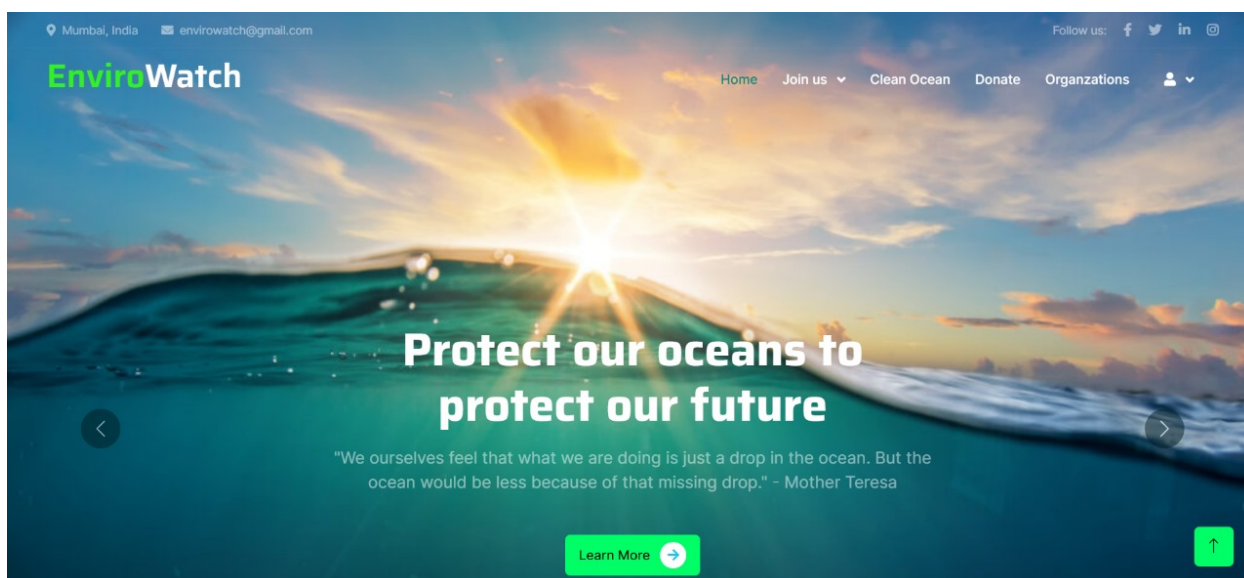 Mumbai, India envirowatch@gmail.com Follow us:
EnviroWatch
Home Join us Clean Ocean Donate Organzations
Protect our oceans to
protect our future
"We ourselves feel that what we are doing is just a drop in the ocean. But the
ocean would be less because of that missing drop." - Mother Teresa
Learn More